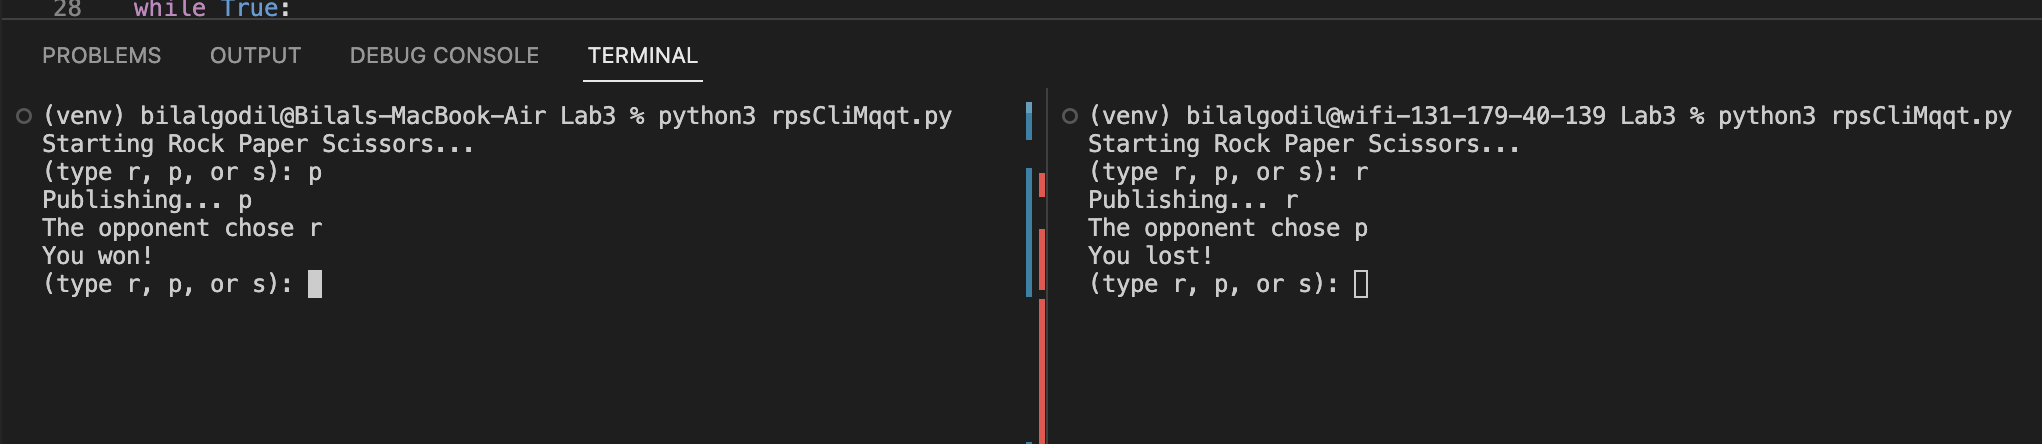 28 while True:
PROBLEMS OUTPUT DEBUG CONSOLE TERMINAL
(venv) bilalgodil@Bilals-MacBook-Air Lab3 % python3 rpsCliMqqt.py
Starting Rock Paper Scissors...
(type r, p, or s): p
Publishing... p
The opponent chose r
You won!
(type r, p, or s):
(venv) bilalgodil@wifi-131-179-40-139 Lab3 % python3 rpsCliMqqt.py
Starting Rock Paper Scissors...
(type r, p, or s): r
Publishing... r
The opponent chose p
You lost!
(type r, p, or s):